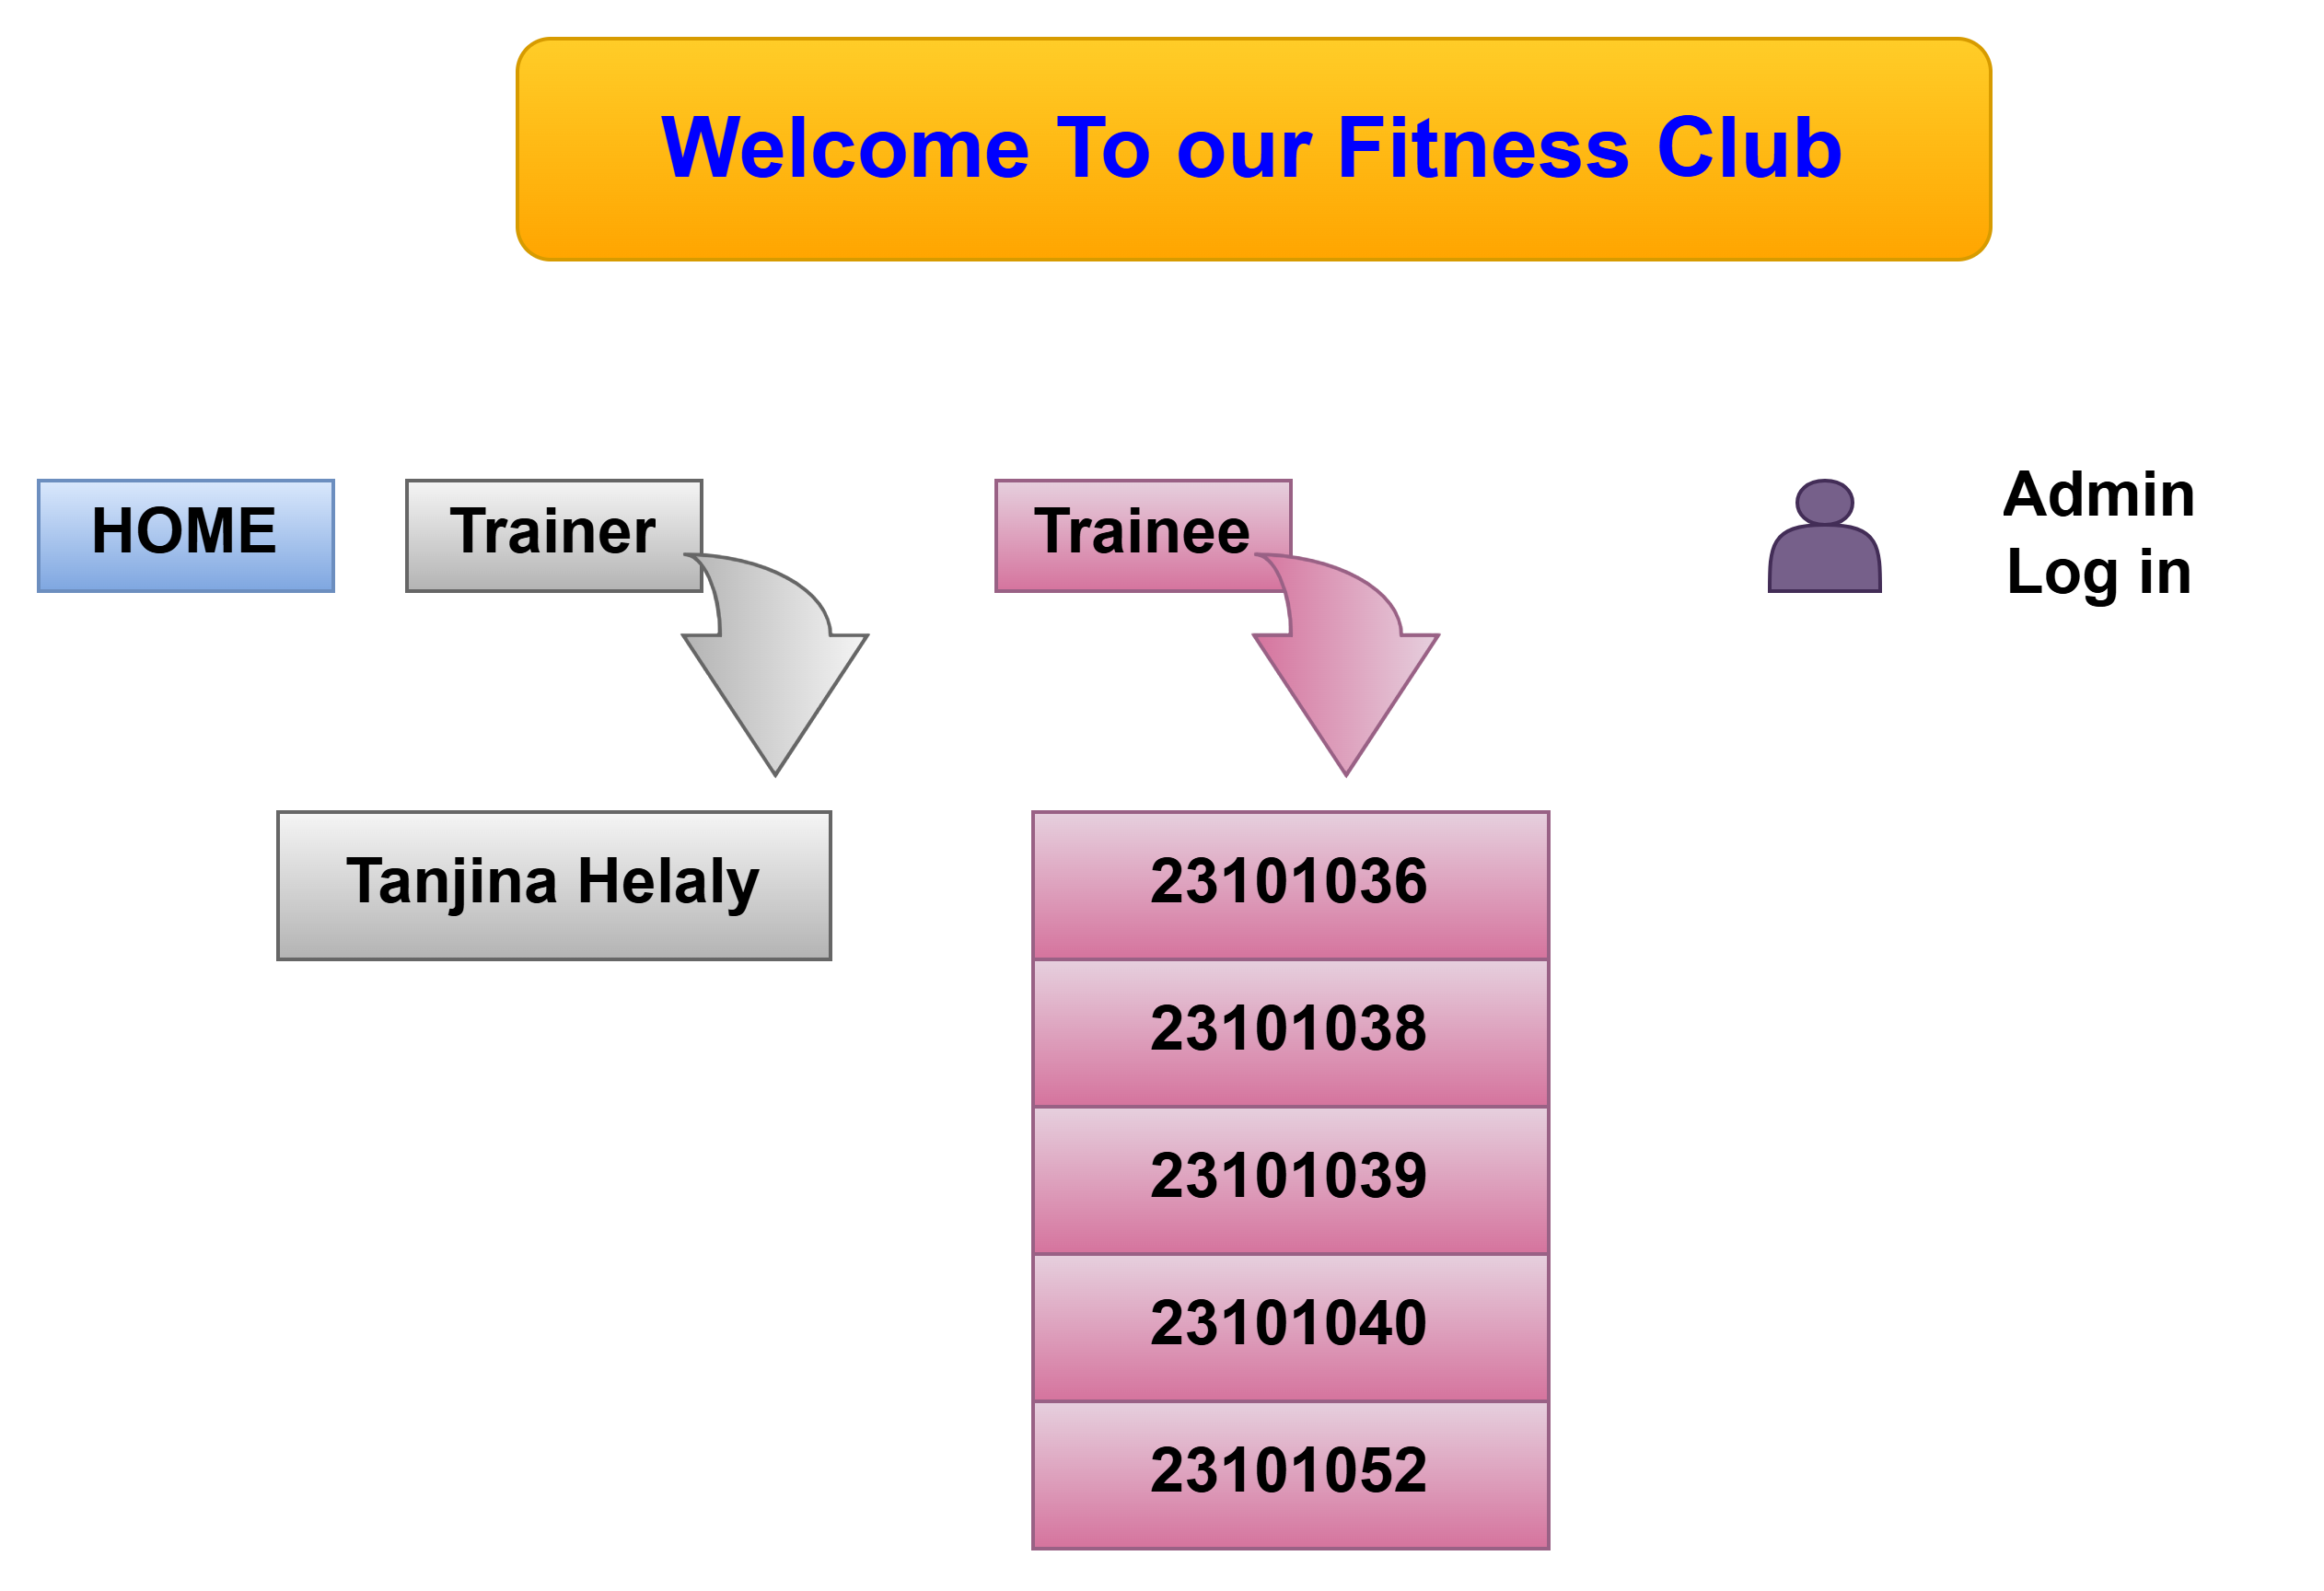 Welcome To our Fitness Club
HOME
Trainer
Trainee
Admin
Log in
Tanjina Helaly
23101036
23101038
23101039
23101040
23101052